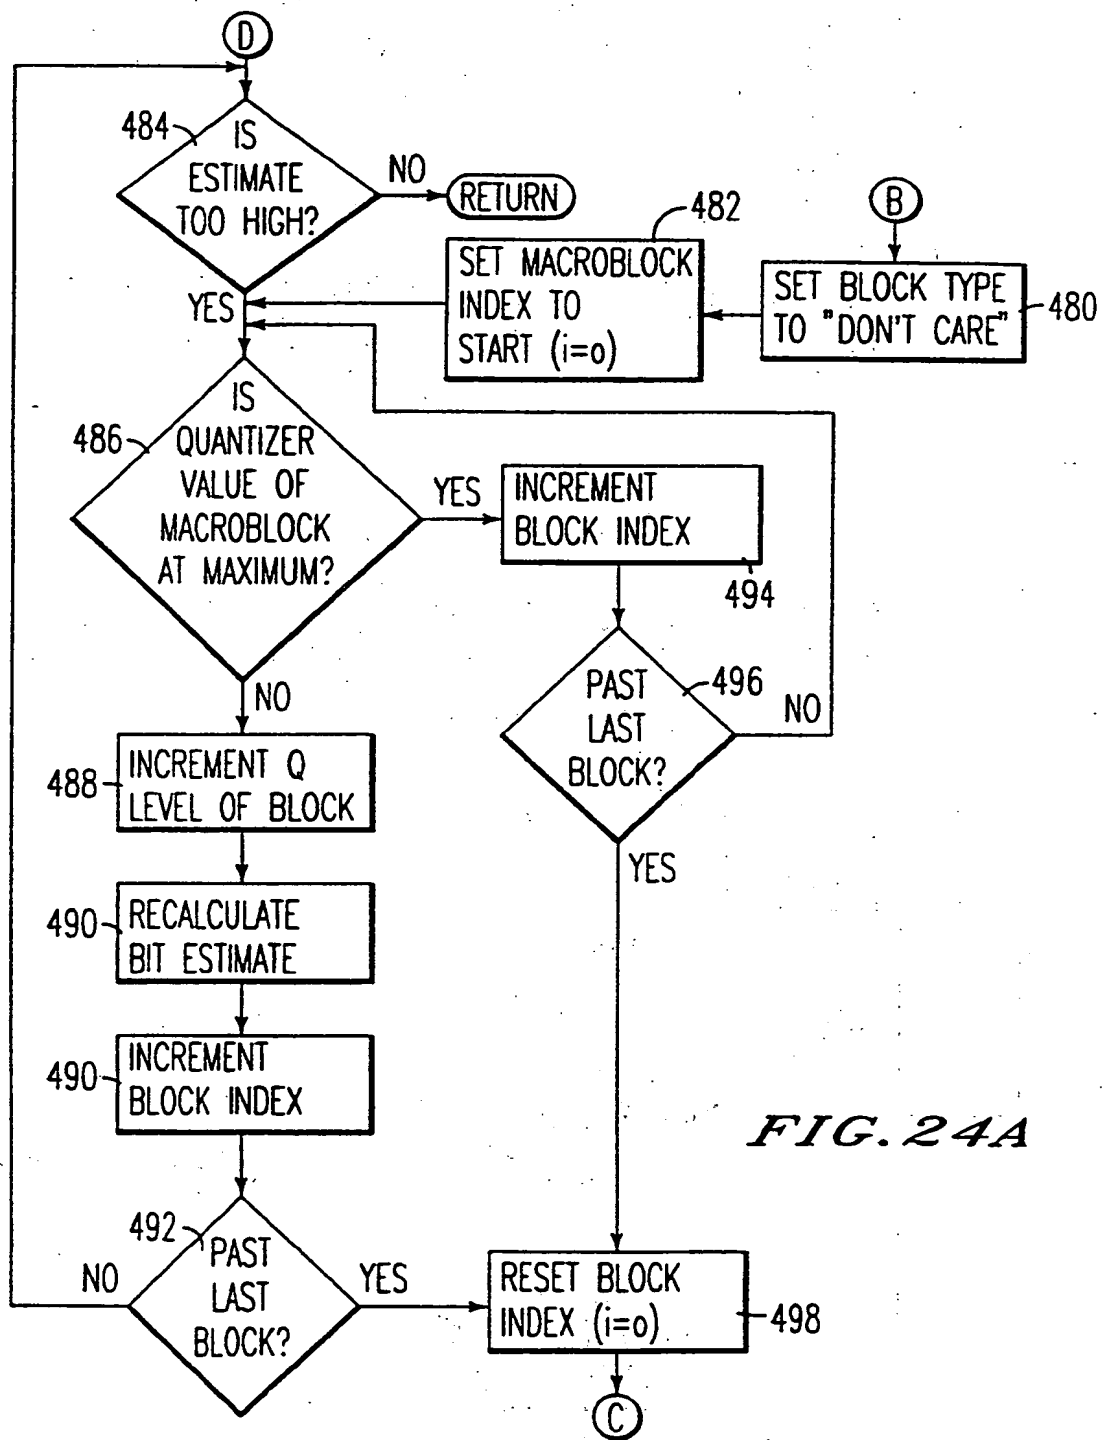 D
484
IS
ESTIMATE
TOO HIGH?
NO
RETURN
YES
B
SET BLOCK TYPE
TO "DON'T CARE"
480
482
SET MACROBLOCK
INDEX TO
START (i=o)
486
IS
QUANTIZER
VALUE OF
MACROBLOCK
AT MAXIMUM?
YES
INCREMENT
BLOCK INDEX
494
PAST
LAST
BLOCK?
496
NO
YES
NO
488
INCREMENT Q
LEVEL OF BLOCK
490
RECALCULATE
BIT ESTIMATE
490
INCREMENT
BLOCK INDEX
492
PAST
LAST
BLOCK?
NO
YES
RESET BLOCK
INDEX (i=o)
498
C
FIG. 24A